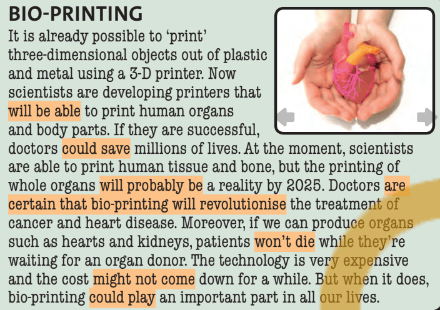 BIO-PRINTING
It is already possible to ‘print’
three-dimensional objects out of plastic
and metal using a 3-D printer. Now
scientists are developing printers that
will be able to print human organs
and body parts. If they are successful,
doctors could save millions of lives. At the moment, scientists
are able to print human tissue and bone, but the printing of
whole organs will probably be a reality by 2025. Doctors are
certain that bio-printing will revolutionise the treatment of
cancer and heart disease. Moreover, if we can produce organs
such as hearts and kidneys, patients won’t die while they’re
waiting for an organ donor. The technology is very expensive
and the cost might not come down for a while. But when it does,
bio-printing could play an important part in all our lives.